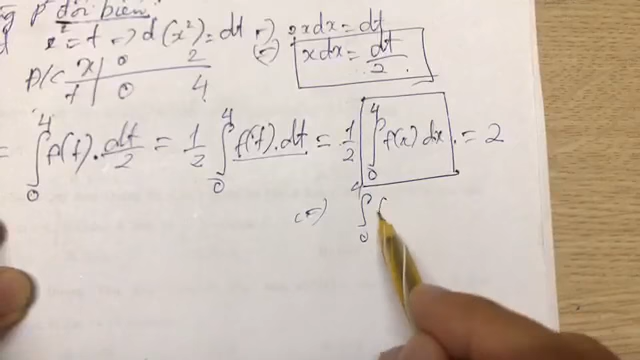 p² đổi biến
x² = t => d(x²) = dt (=) 2xdx = dt
(=) xdx = dt/2.
Đ/C x | 0 2
t | 0 4
= ∫₀⁴ f(t).dt/2 = 1/2 ∫₀⁴ f(t).dt = 1/2 ∫₀⁴ f(x)dx. = 2
(=) ∫₀⁴